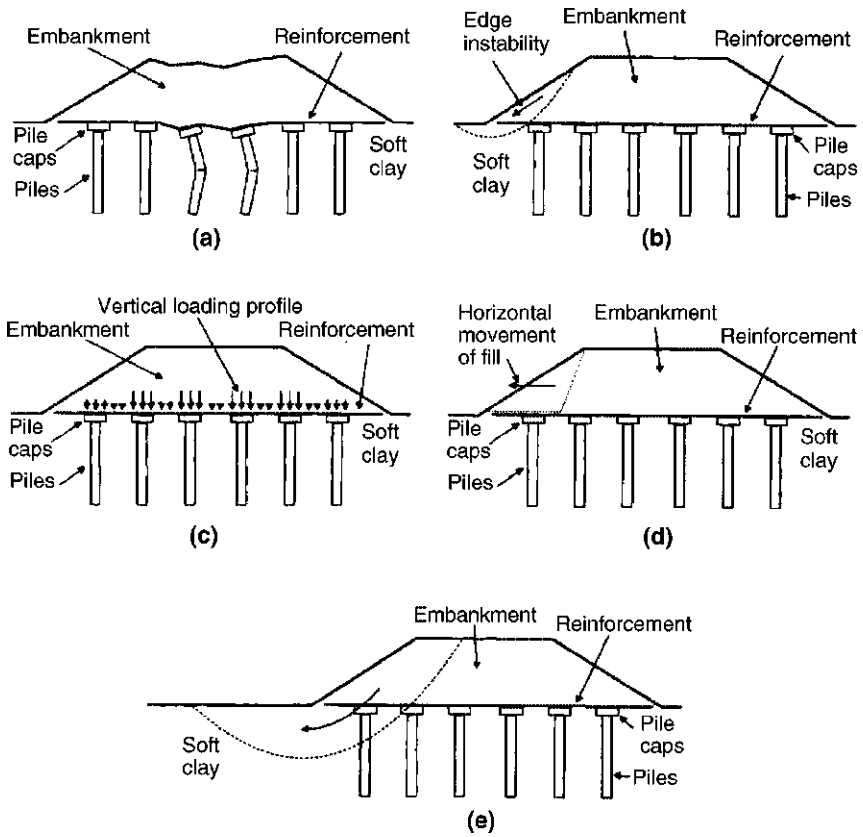 Embankment
Reinforcement
Pile
caps
Piles
Soft
clay
(a)
Edge
instability
Embankment
Reinforcement
Soft
clay
Pile
caps
Piles
(b)
Vertical loading profile
Embankment
Reinforcement
Pile
caps
Piles
Soft
clay
(c)
Horizontal
movement
of fill
Embankment
Reinforcement
Pile
caps
Piles
Soft
clay
(d)
Embankment
Reinforcement
Soft
clay
Pile
caps
Piles
(e)